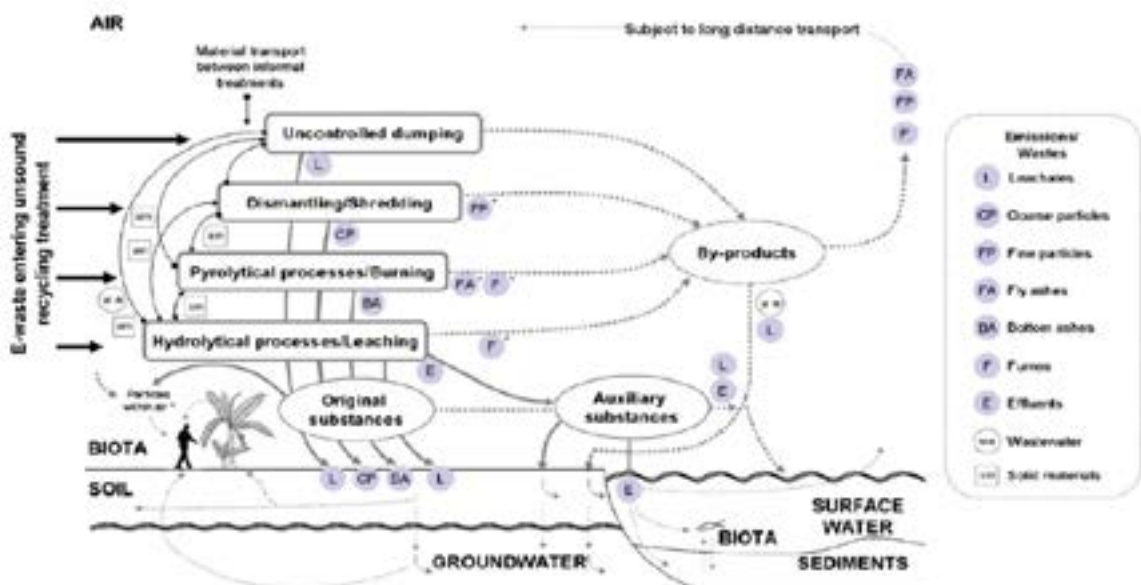 AIR
Subject to long distance transport
Material transport
between informal
treatments
FA
FP
F
E-waste entering unsound
recycling treatment
Uncontrolled dumping
L
Dismantling/Shredding
FP
CP
By-products
Pyrolytical processes/Burning
FA
F
BA
L
Hydrolytical processes/Leaching
F
E
L
E
Particles
within air
Original
substances
Auxiliary
substances
BIOTA
L
CP
BA
L
SOIL
E
SURFACE
WATER
BIOTA
GROUNDWATER
SEDIMENTS
Emissions/
Wastes
L Leachates
CP Coarse particles
FP Fine particles
FA Fly ashes
BA Bottom ashes
F Fumes
E Effluents
Wastewater
Solid materials